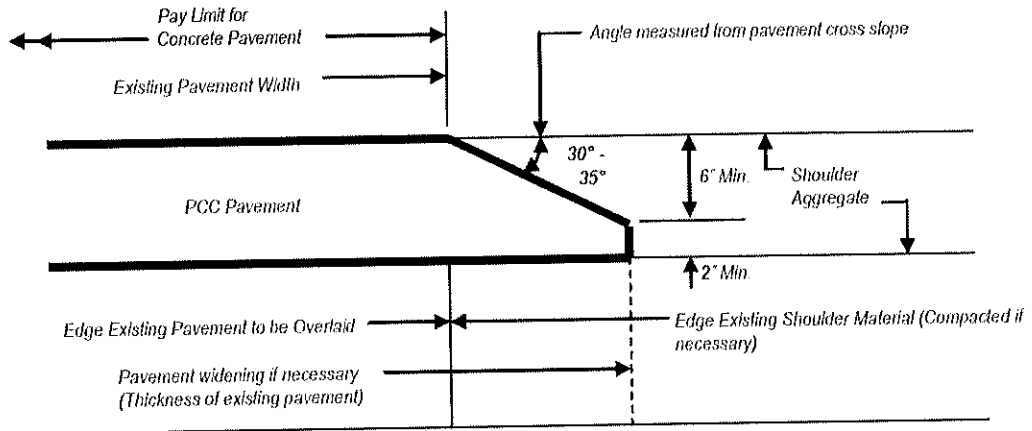 Pay Limit for
Concrete Pavement
Angle measured from pavement cross slope
Existing Pavement Width
30° -
35°
6" Min.
Shoulder
Aggregate
PCC Pavement
2" Min.
Edge Existing Pavement to be Overlaid
Edge Existing Shoulder Material (Compacted if
necessary)
Pavement widening if necessary
(Thickness of existing pavement)